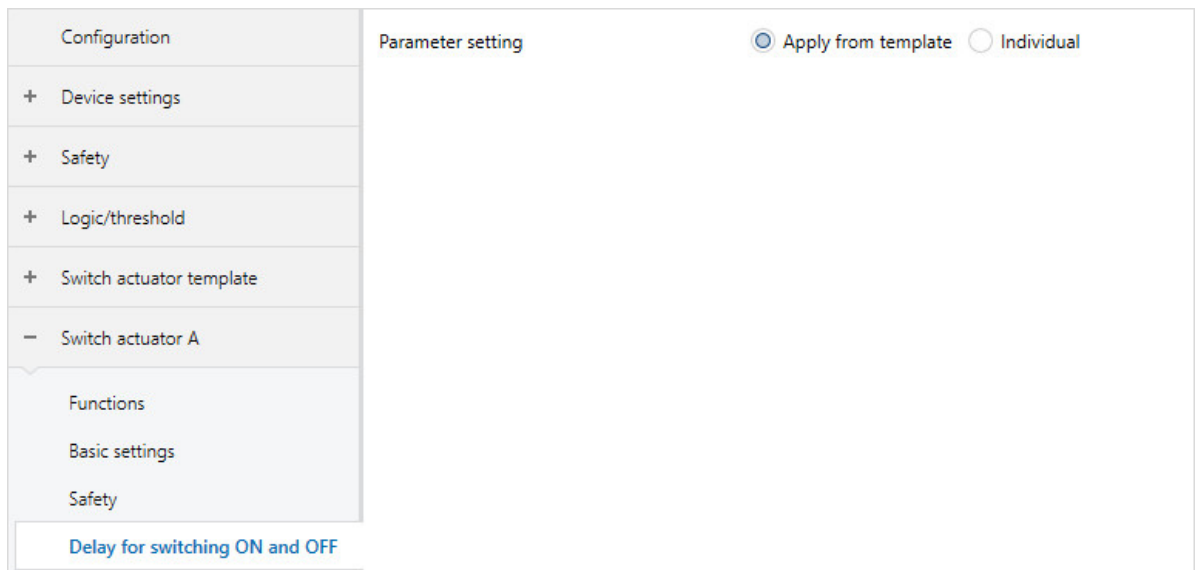 Configuration
Parameter setting Apply from template Individual
+ Device settings
+ Safety
+ Logic/threshold
+ Switch actuator template
− Switch actuator A
Functions
Basic settings
Safety
Delay for switching ON and OFF